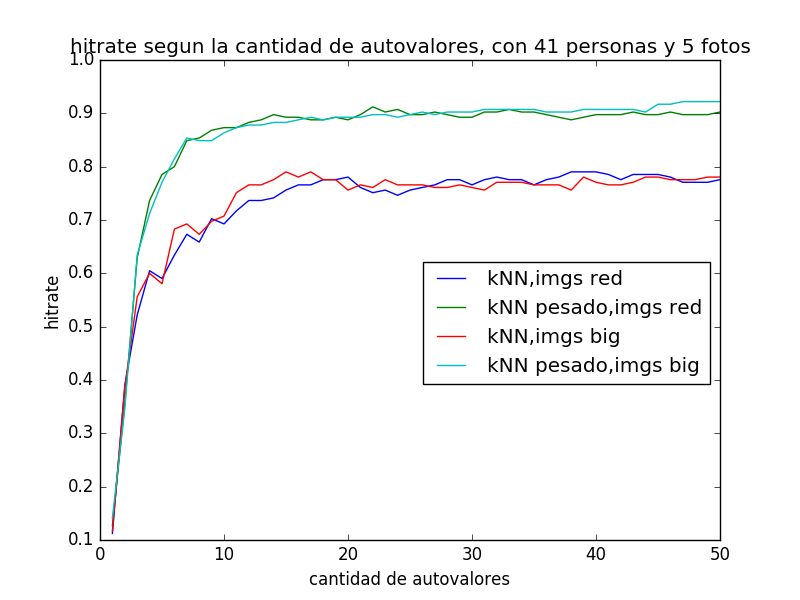 hitrate segun la cantidad de autovalores, con 41 personas y 5 fotos
1.0
0.9
0.8
0.7
0.6
0.5
0.4
0.3
0.2
0.1
hitrate
kNN,imgs red
kNN pesado,imgs red
kNN,imgs big
kNN pesado,imgs big
0 10 20 30 40 50
cantidad de autovalores